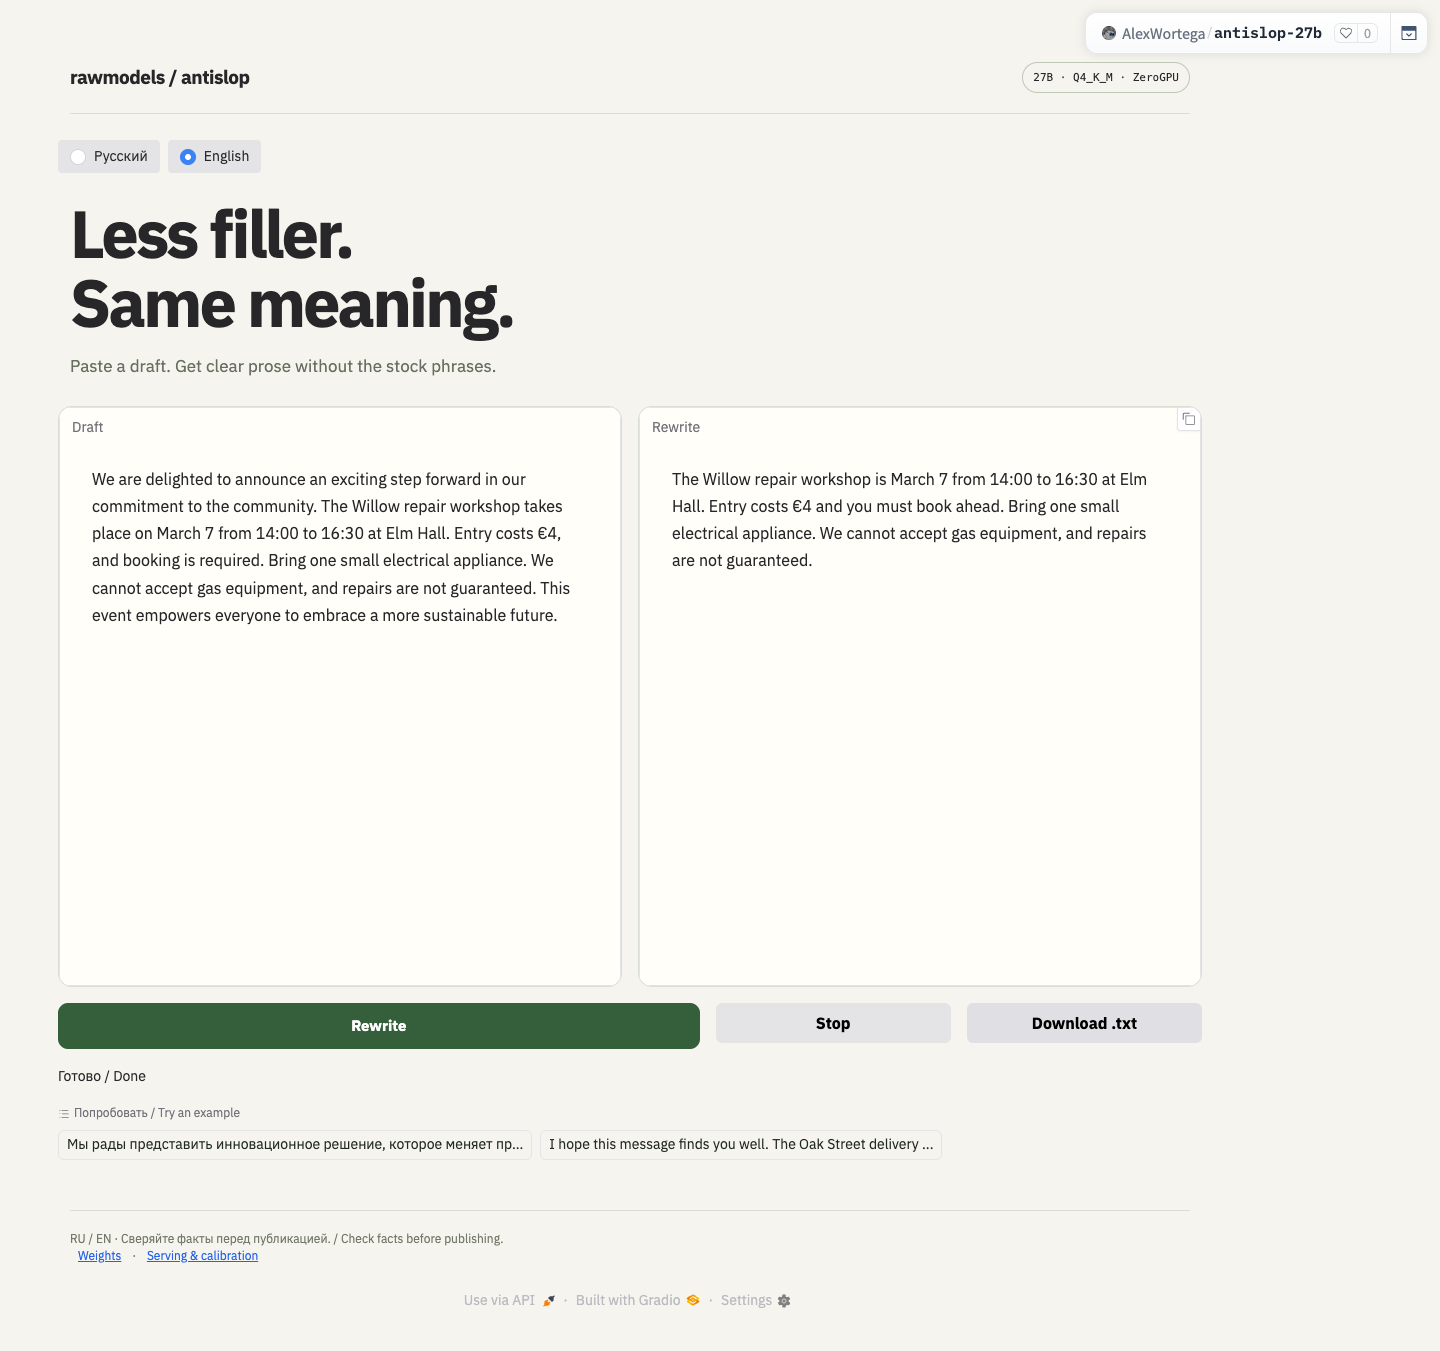 AlexWortega/antislop-27b 0
rawmodels / antislop
27B · Q4_K_M · ZeroGPU
Русский
English
Less filler.
Same meaning.
Paste a draft. Get clear prose without the stock phrases.
Draft
We are delighted to announce an exciting step forward in our
commitment to the community. The Willow repair workshop takes
place on March 7 from 14:00 to 16:30 at Elm Hall. Entry costs €4,
and booking is required. Bring one small electrical appliance. We
cannot accept gas equipment, and repairs are not guaranteed. This
event empowers everyone to embrace a more sustainable future.
Rewrite
The Willow repair workshop is March 7 from 14:00 to 16:30 at Elm
Hall. Entry costs €4 and you must book ahead. Bring one small
electrical appliance. We cannot accept gas equipment, and repairs
are not guaranteed.
Rewrite
Stop
Download .txt
Готово / Done
Попробовать / Try an example
Мы рады представить инновационное решение, которое меняет пр...
I hope this message finds you well. The Oak Street delivery ...
RU / EN · Сверяйте факты перед публикацией. / Check facts before publishing.
Weights · Serving & calibration
Use via API · Built with Gradio · Settings